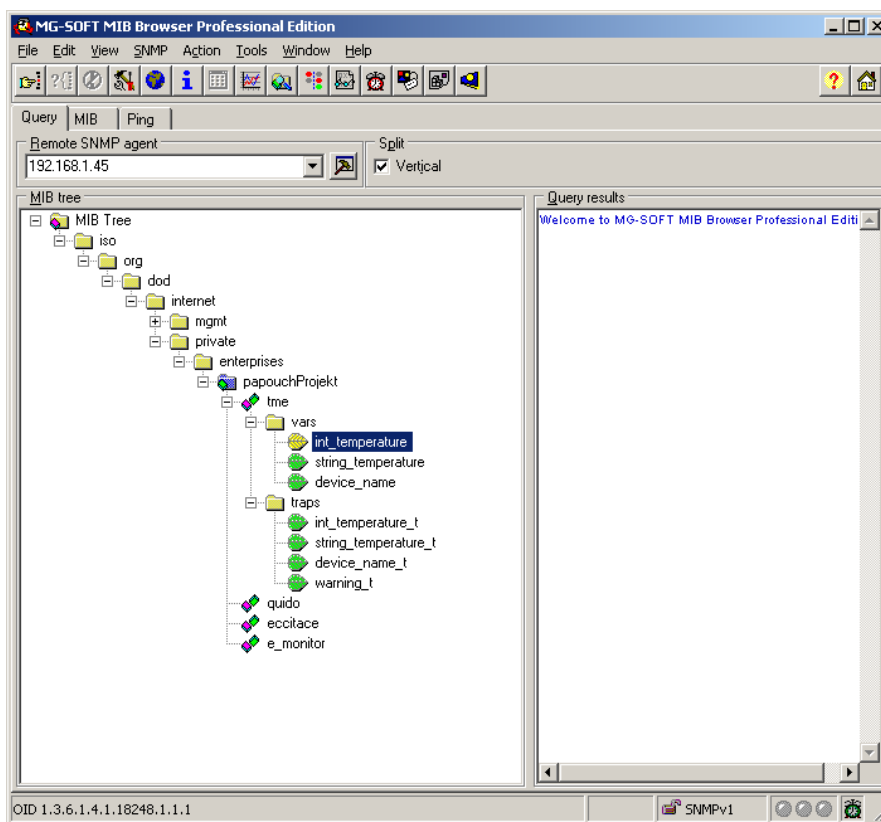 MG-SOFT MIB Browser Professional Edition
File Edit View SNMP Action Tools Window Help
Query MIB Ping
Remote SNMP agent
Split
192.168.1.45
Vertical
MIB tree
Query results
MIB Tree
Welcome to MG-SOFT MIB Browser Professional Editi
iso
org
dod
internet
mgmt
private
enterprises
papouchProjekt
tme
vars
int_temperature
string_temperature
device_name
traps
int_temperature_t
string_temperature_t
device_name_t
warning_t
quido
eccitace
e_monitor
OID 1.3.6.1.4.1.18248.1.1.1
SNMPv1